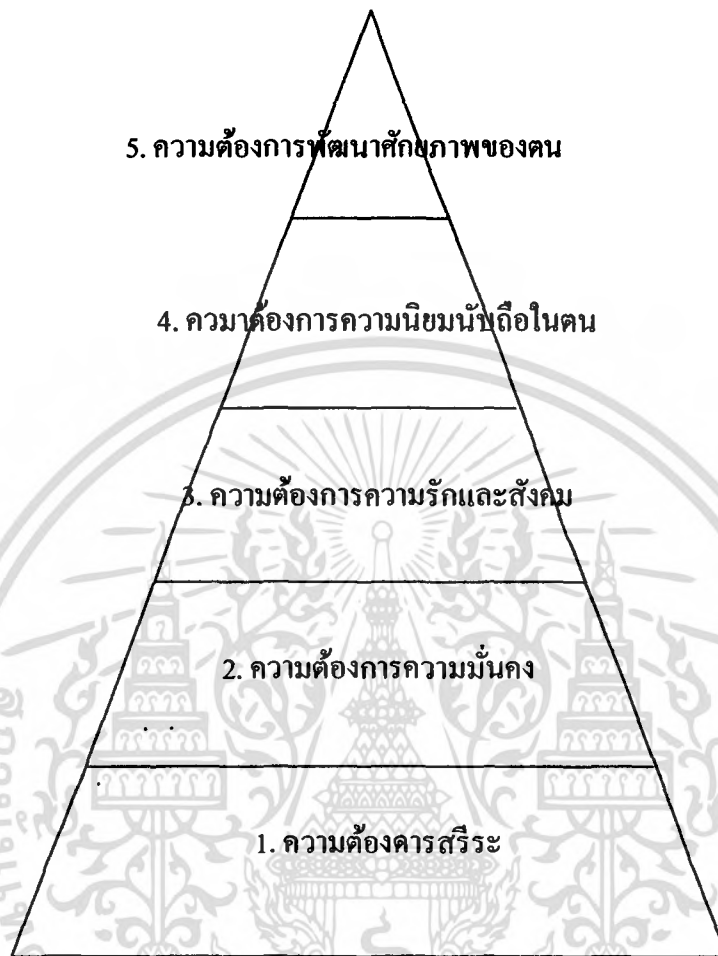 5. ความต้องการพัฒนาศักยภาพของตน
4. ควมาต้องการความนิยมนับถือในตน
3. ความต้องการความรักและสังคม
2. ความต้องการความมั่นคง
1. ความต้องคารสรีระ